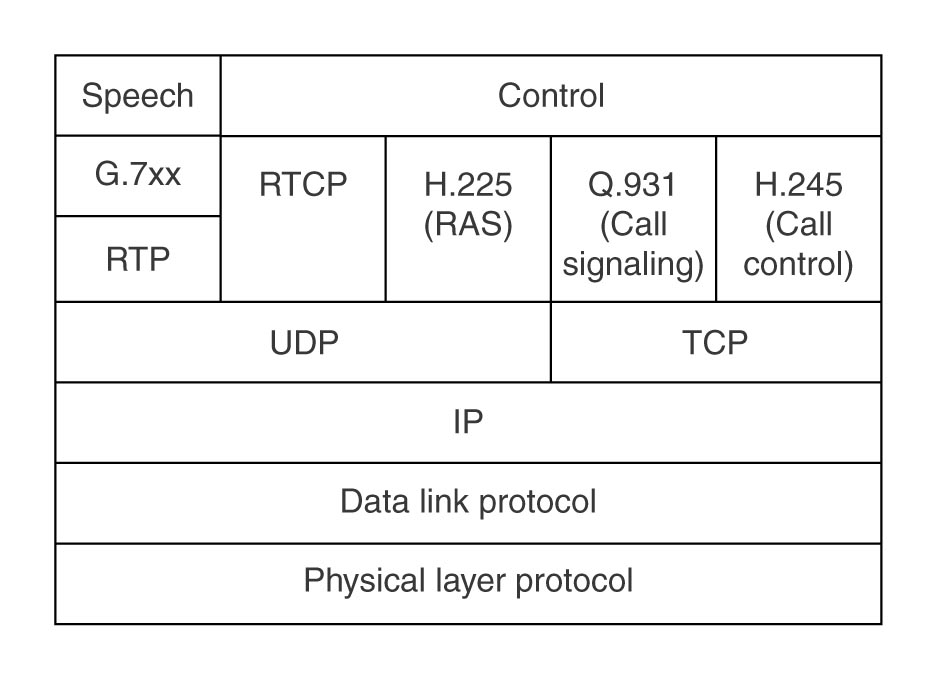 Speech
Control
G.7xx
RTP
RTCP
H.225
(RAS)
Q.931
(Call
signaling)
H.245
(Call
control)
UDP
TCP
IP
Data link protocol
Physical layer protocol